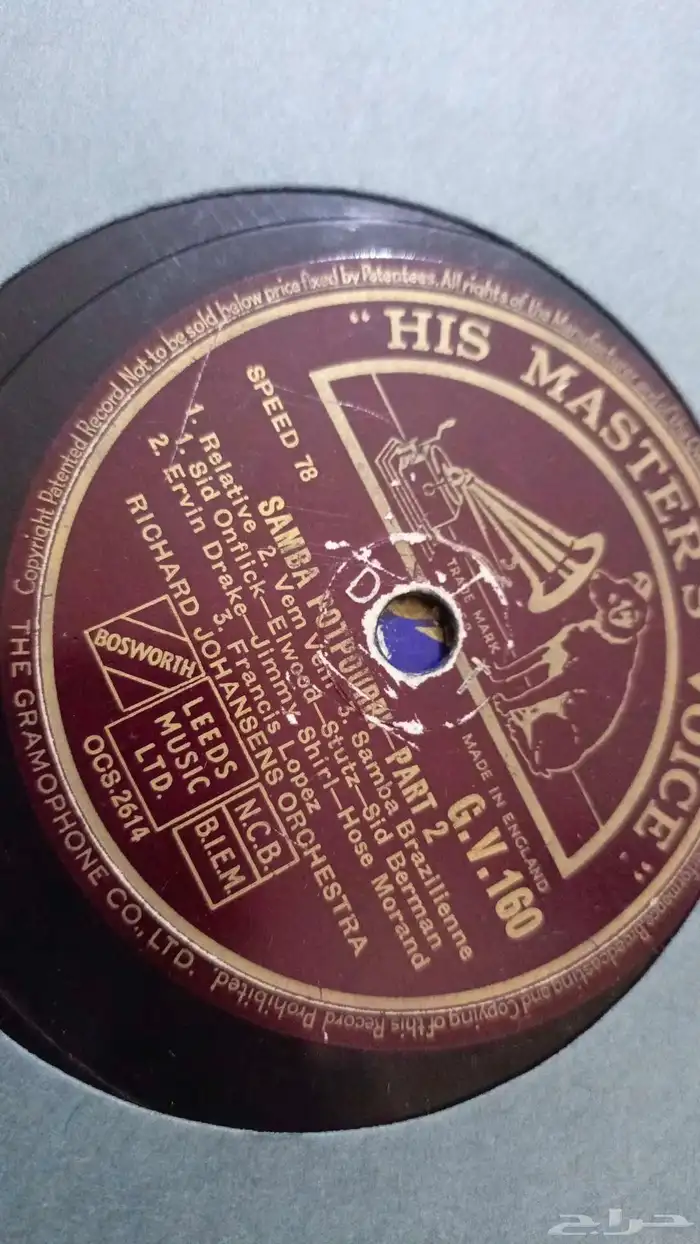 Copyright Patented Record. Not to be sold below price fixed by Patentees. All rights of the Manufacturer and
Broadcasting and Copying of this Record Prohibited.
"HIS MASTER'S VOICE"
TRADE MARK
MADE IN ENGLAND
SPEED 78
G.V.160
D
SAMBA POTPOURRI—PART 2
1. Relative 2. Vem Vem 3. Samba Brazilienne
1. Sid Onflick—Elwood—Stutz—Sid Berman
2. Ervin Drake—Jimmy Shirl—Hose Morand
3. Francis Lopez
RICHARD JOHANSENS ORCHESTRA
BOSWORTH
LEEDS
MUSIC
LTD.
N.C.B.
B.I.E.M.
OCS.2614
THE GRAMOPHONE CO., LTD.
حراج